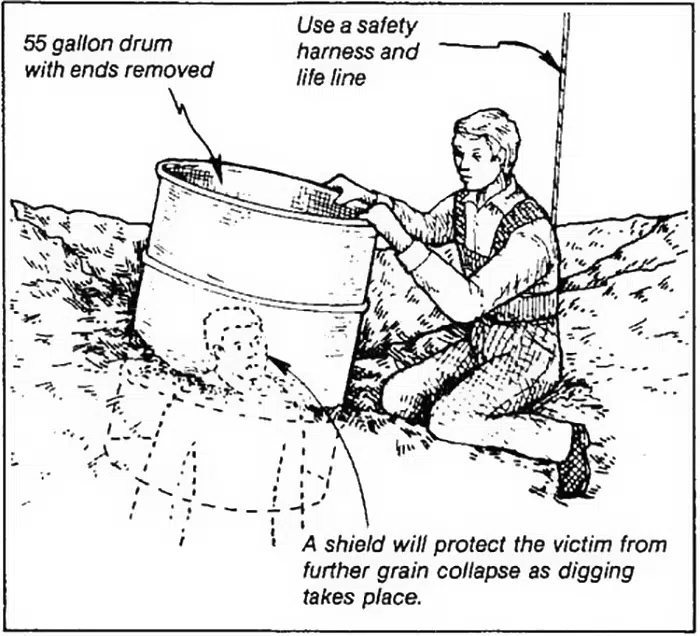 55 gallon drum
with ends removed
Use a safety
harness and
life line
A shield will protect the victim from
further grain collapse as digging
takes place.